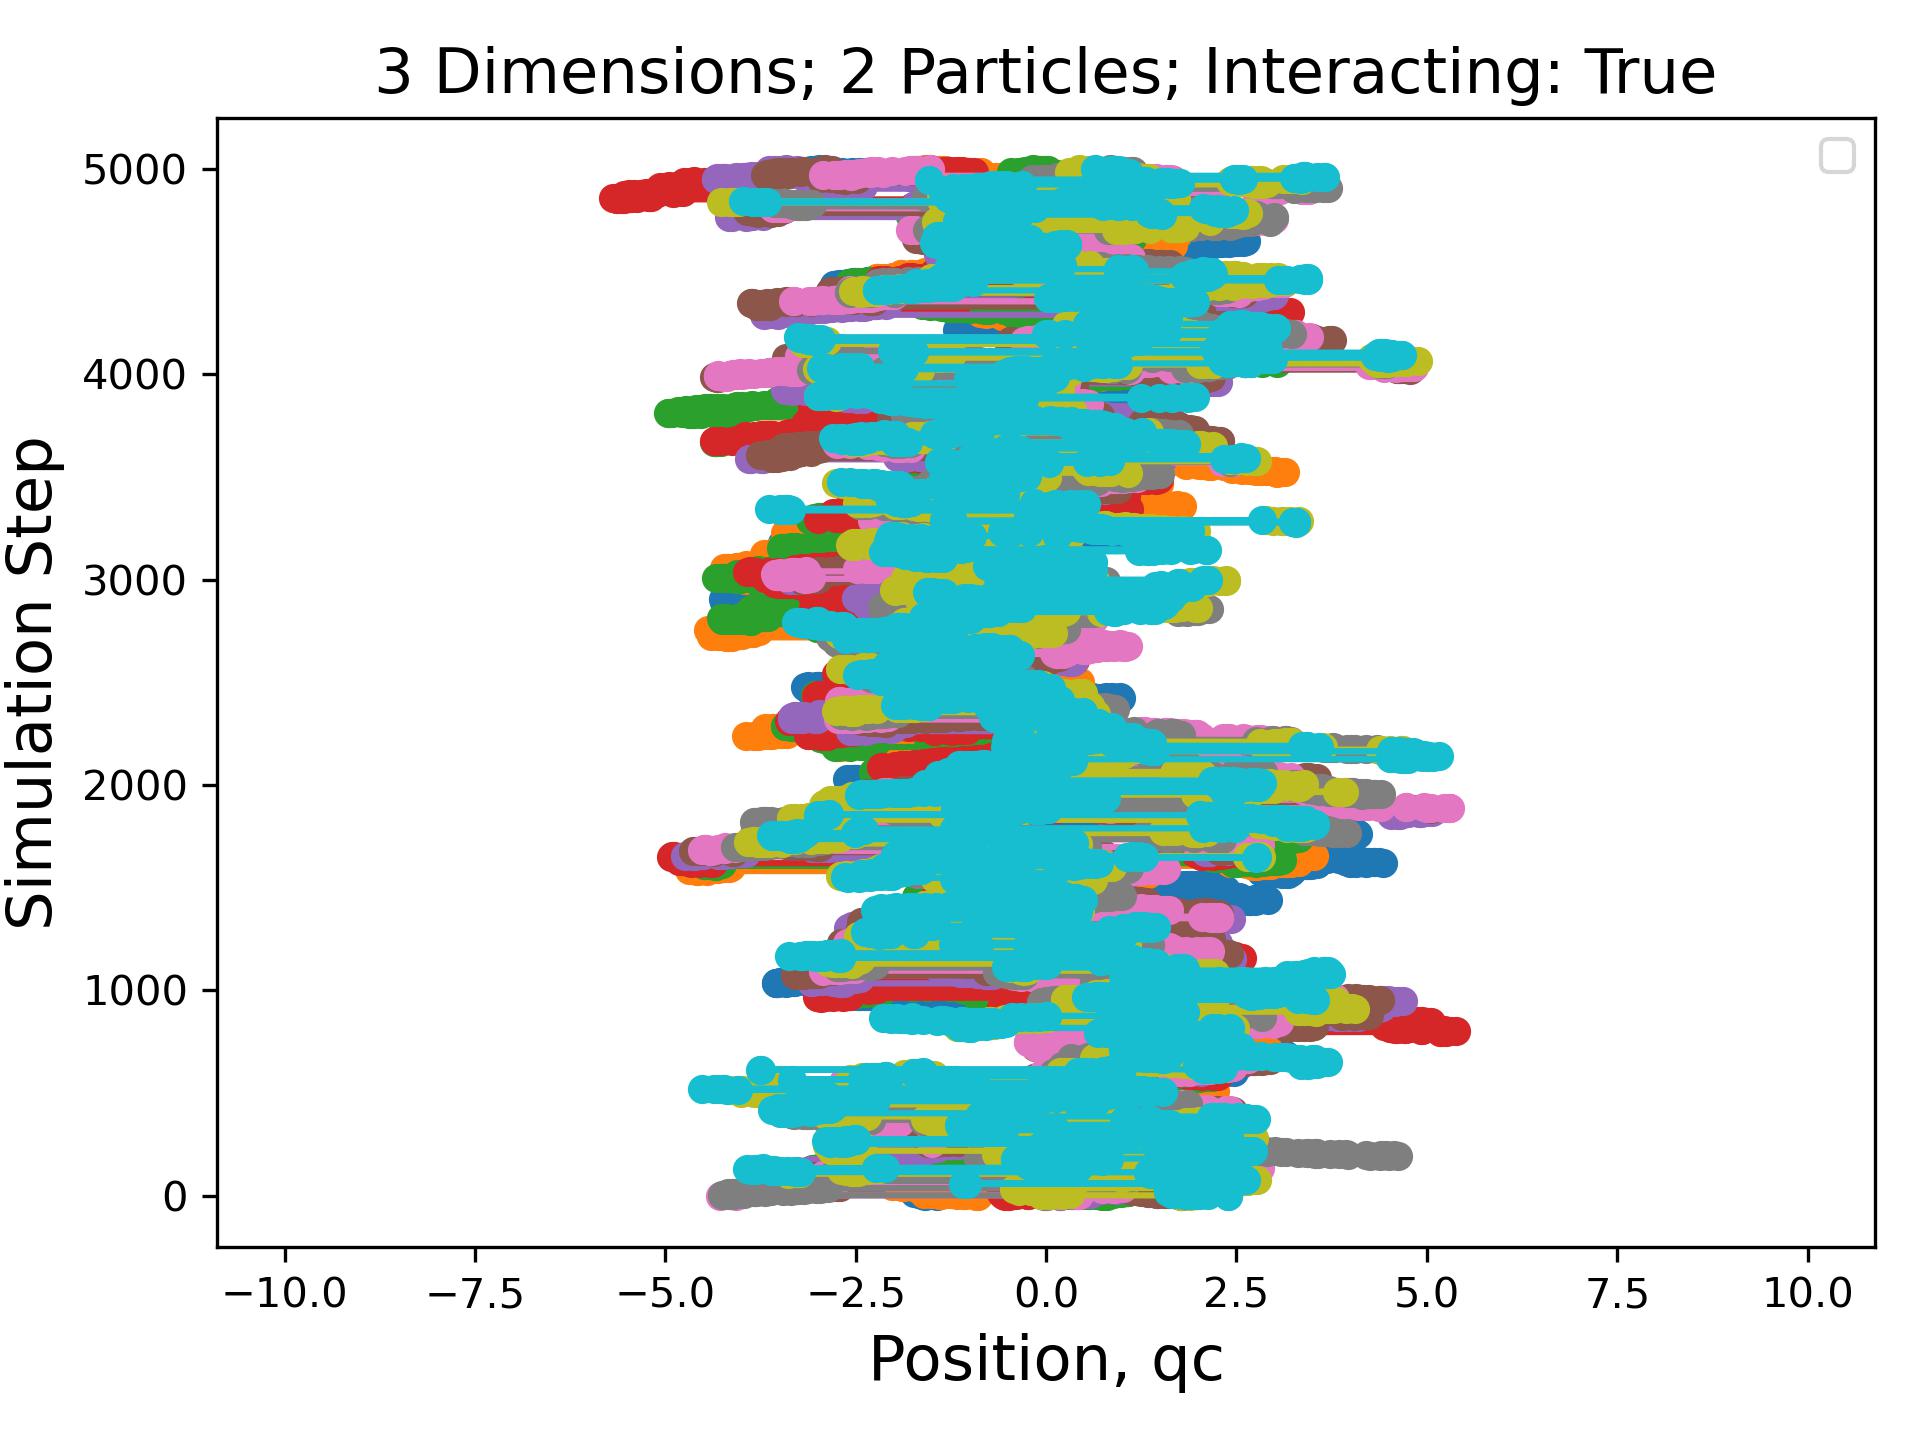 3 Dimensions; 2 Particles; Interacting: True
5000
4000
3000
2000
1000
0
Simulation Step
−10.0 −7.5 −5.0 −2.5 0.0 2.5 5.0 7.5 10.0
Position, qc